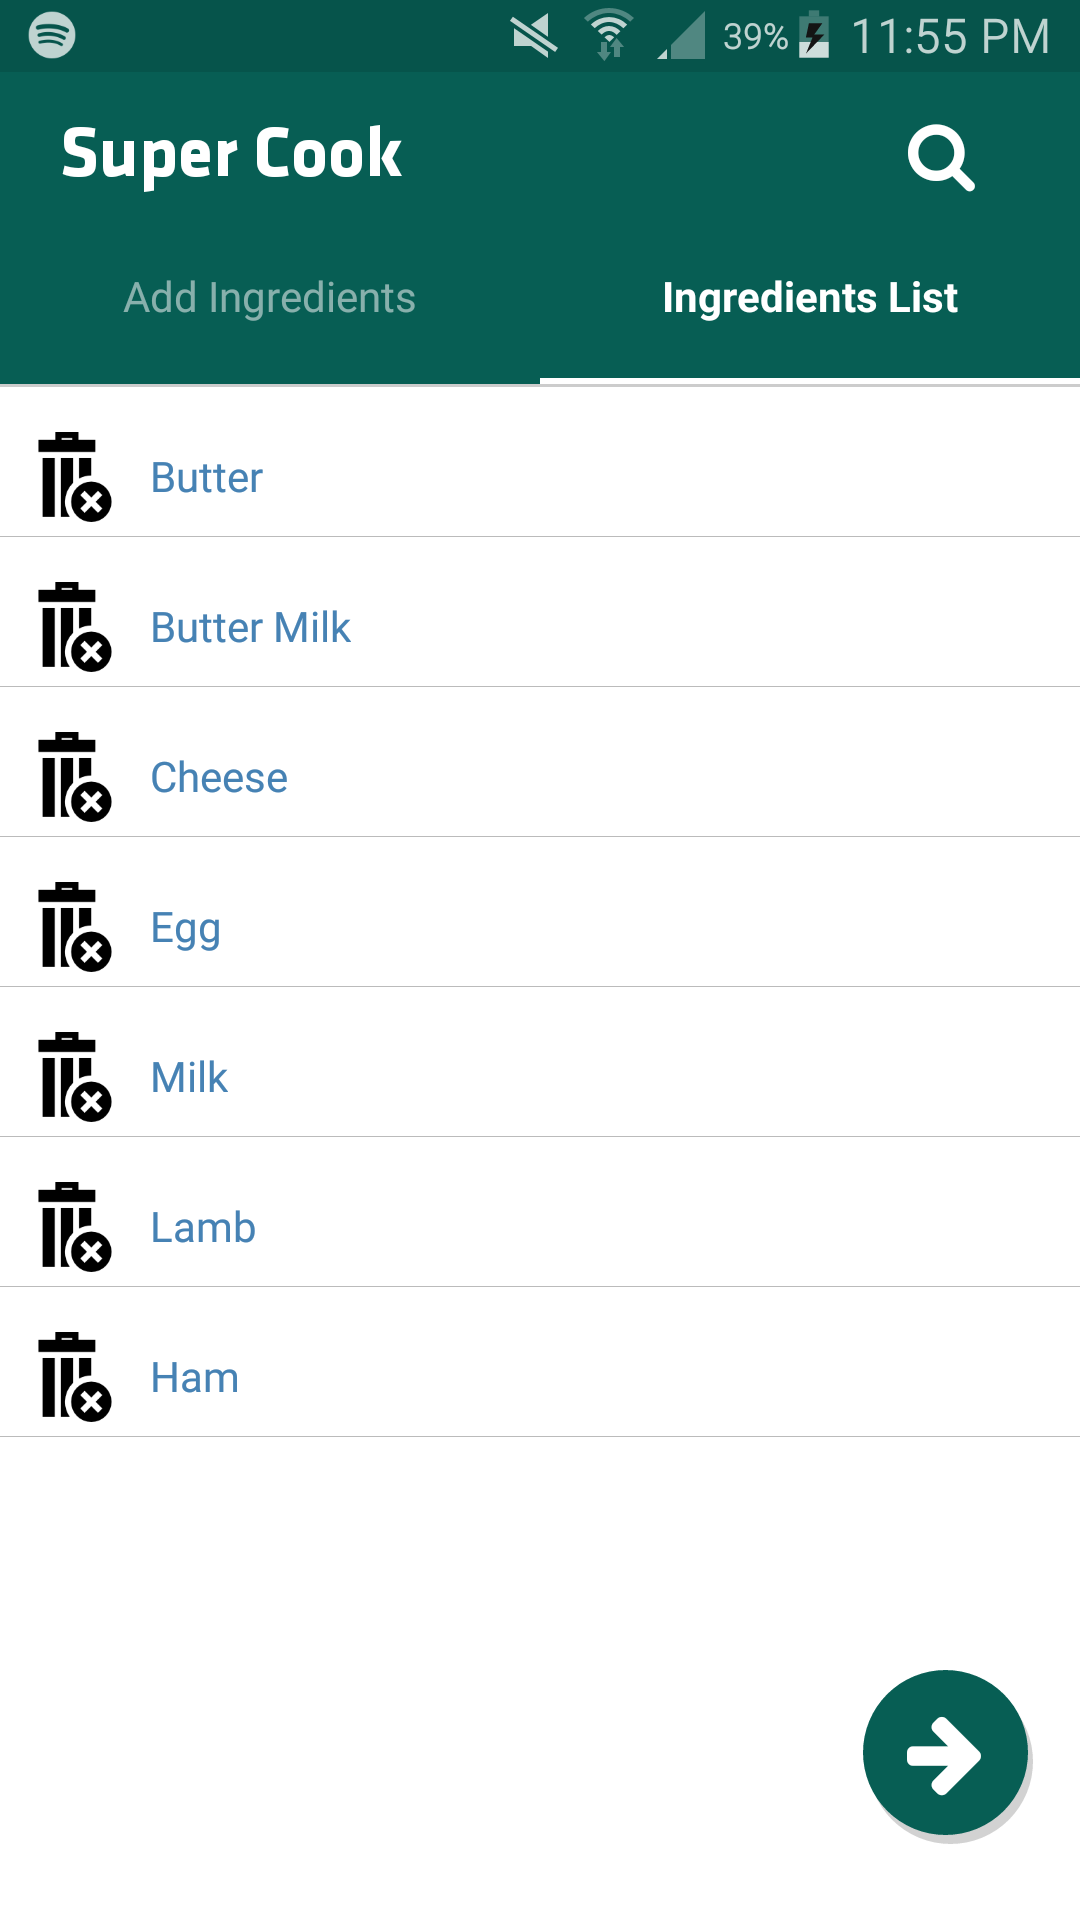 39% 11:55 PM
Super Cook
Add Ingredients Ingredients List
Butter
Butter Milk
Cheese
Egg
Milk
Lamb
Ham